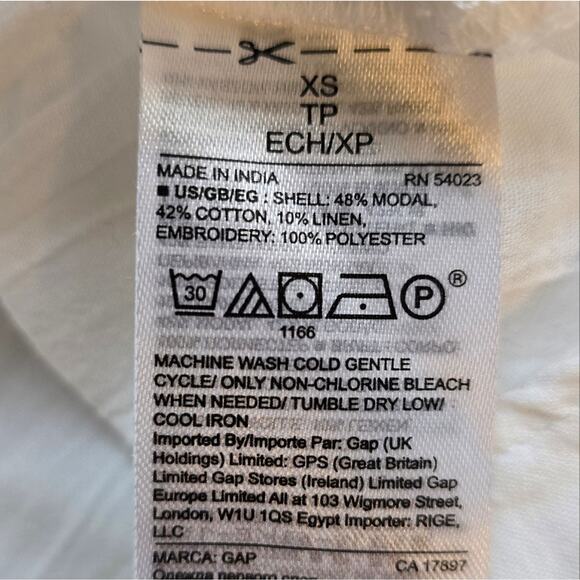 XS
TP
ECH/XP
MADE IN INDIA RN 54023
■ US/GB/EG : SHELL: 48% MODAL,
42% COTTON, 10% LINEN,
EMBROIDERY: 100% POLYESTER
30 P ®
1166
MACHINE WASH COLD GENTLE
CYCLE/ ONLY NON-CHLORINE BLEACH
WHEN NEEDED/ TUMBLE DRY LOW/
COOL IRON
Imported By/Importe Par: Gap (UK
Holdings) Limited: GPS (Great Britain)
Limited Gap Stores (Ireland) Limited Gap
Europe Limited All at 103 Wigmore Street,
London, W1U 1QS Egypt Importer: RIGE,
LLC
MARCA: GAP CA 17897
Одежда